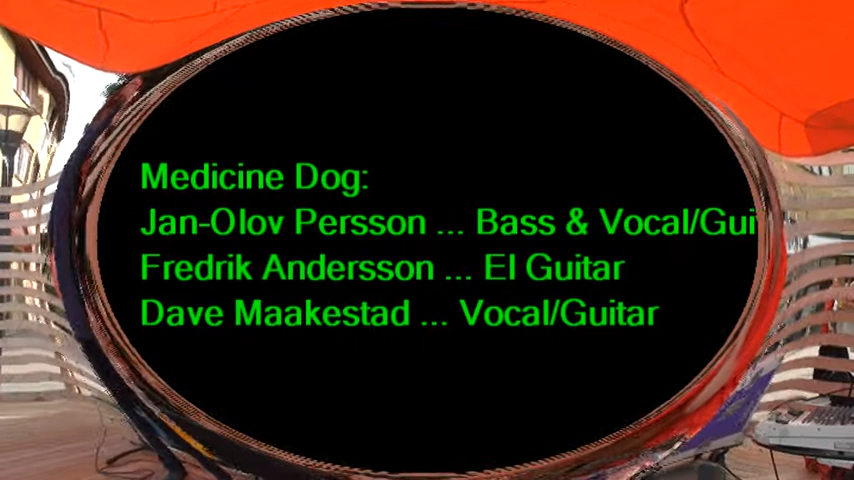 Medicine Dog:
Jan-Olov Persson ... Bass & Vocal/Gui
Fredrik Andersson ... El Guitar
Dave Maakestad ... Vocal/Guitar